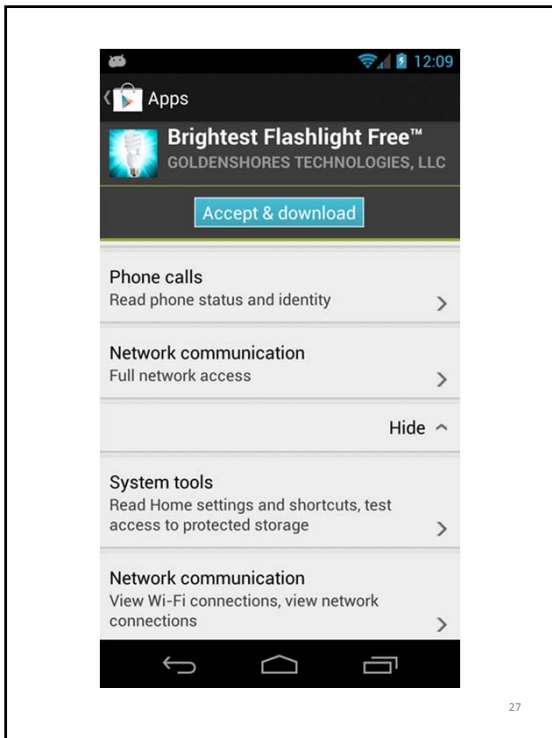 12:09
Apps
Brightest Flashlight Free™
GOLDENSHORES TECHNOLOGIES, LLC
Accept & download
Phone calls
Read phone status and identity
Network communication
Full network access
Hide
System tools
Read Home settings and shortcuts, test
access to protected storage
Network communication
View Wi-Fi connections, view network
connections
27